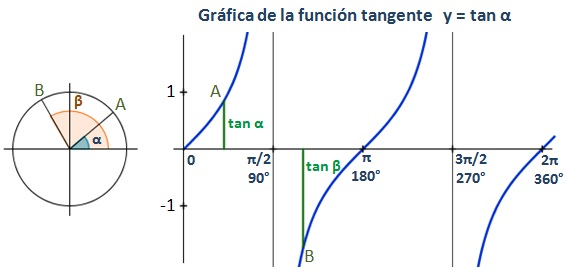 Gráfica de la función tangente y = tan α
B
A
β
α
1
A
tan α
0
π/2
90°
tan β
π
180°
3π/2
270°
2π
360°
-1
B